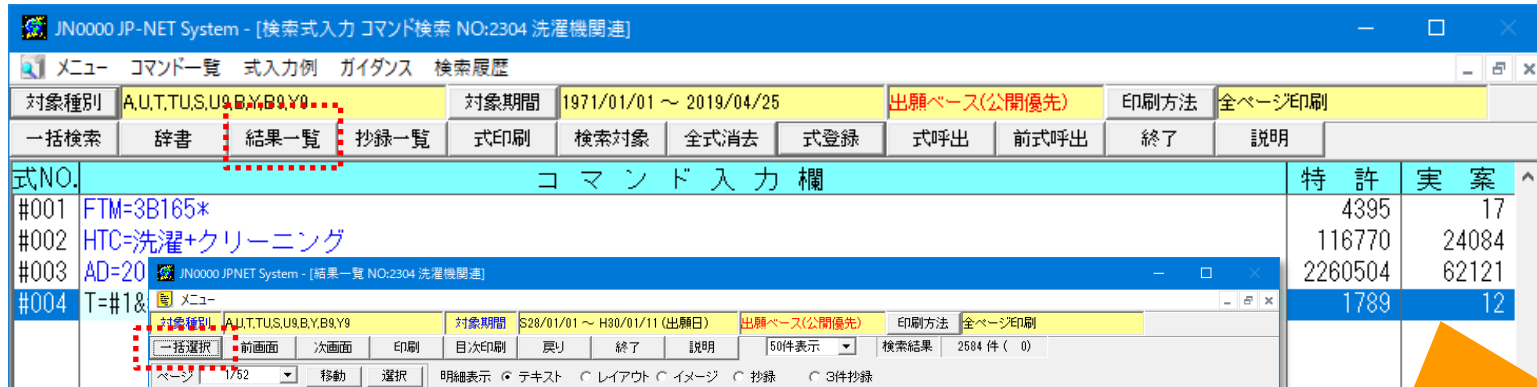 JN0000 JP-NET System - [検索式入力 コマンド検索 NO:2304 洗濯機関連]
メニュー コマンド一覧 式入力例 ガイダンス 検索履歴
対象種別 A,U,T,TU,S,U9,B,Y,B9,Y9 対象期間 1971/01/01 ～ 2019/04/25 出願ベース(公開優先) 印刷方法 全ページ印刷
一括検索 辞書 結果一覧 抄録一覧 式印刷 検索対象 全式消去 式登録 式呼出 前式呼出 終了 説明
式NO. コマンド入力欄 特許 実案
#001 FTM=3B165* 4395 17
#002 HTC=洗濯+クリーニング 116770 24084
#003 AD=20 2260504 62121
#004 T=#1& 1789 12
JN0000 JPNET System - [結果一覧 NO:2304 洗濯機関連]
メニュー
対象種別 A,U,T,TU,S,U9,B,Y,B9,Y9 対象期間 S28/01/01 ～ H30/01/11 (出願日) 出願ベース(公開優先) 印刷方法 全ページ印刷
一括選択 前画面 次画面 印刷 目次印刷 戻り 終了 説明 50件表示 検索結果 2584 件 ( 0)
ページ 1/52 移動 選択 明細表示 テキスト レイアウト イメージ 抄録 3件抄録